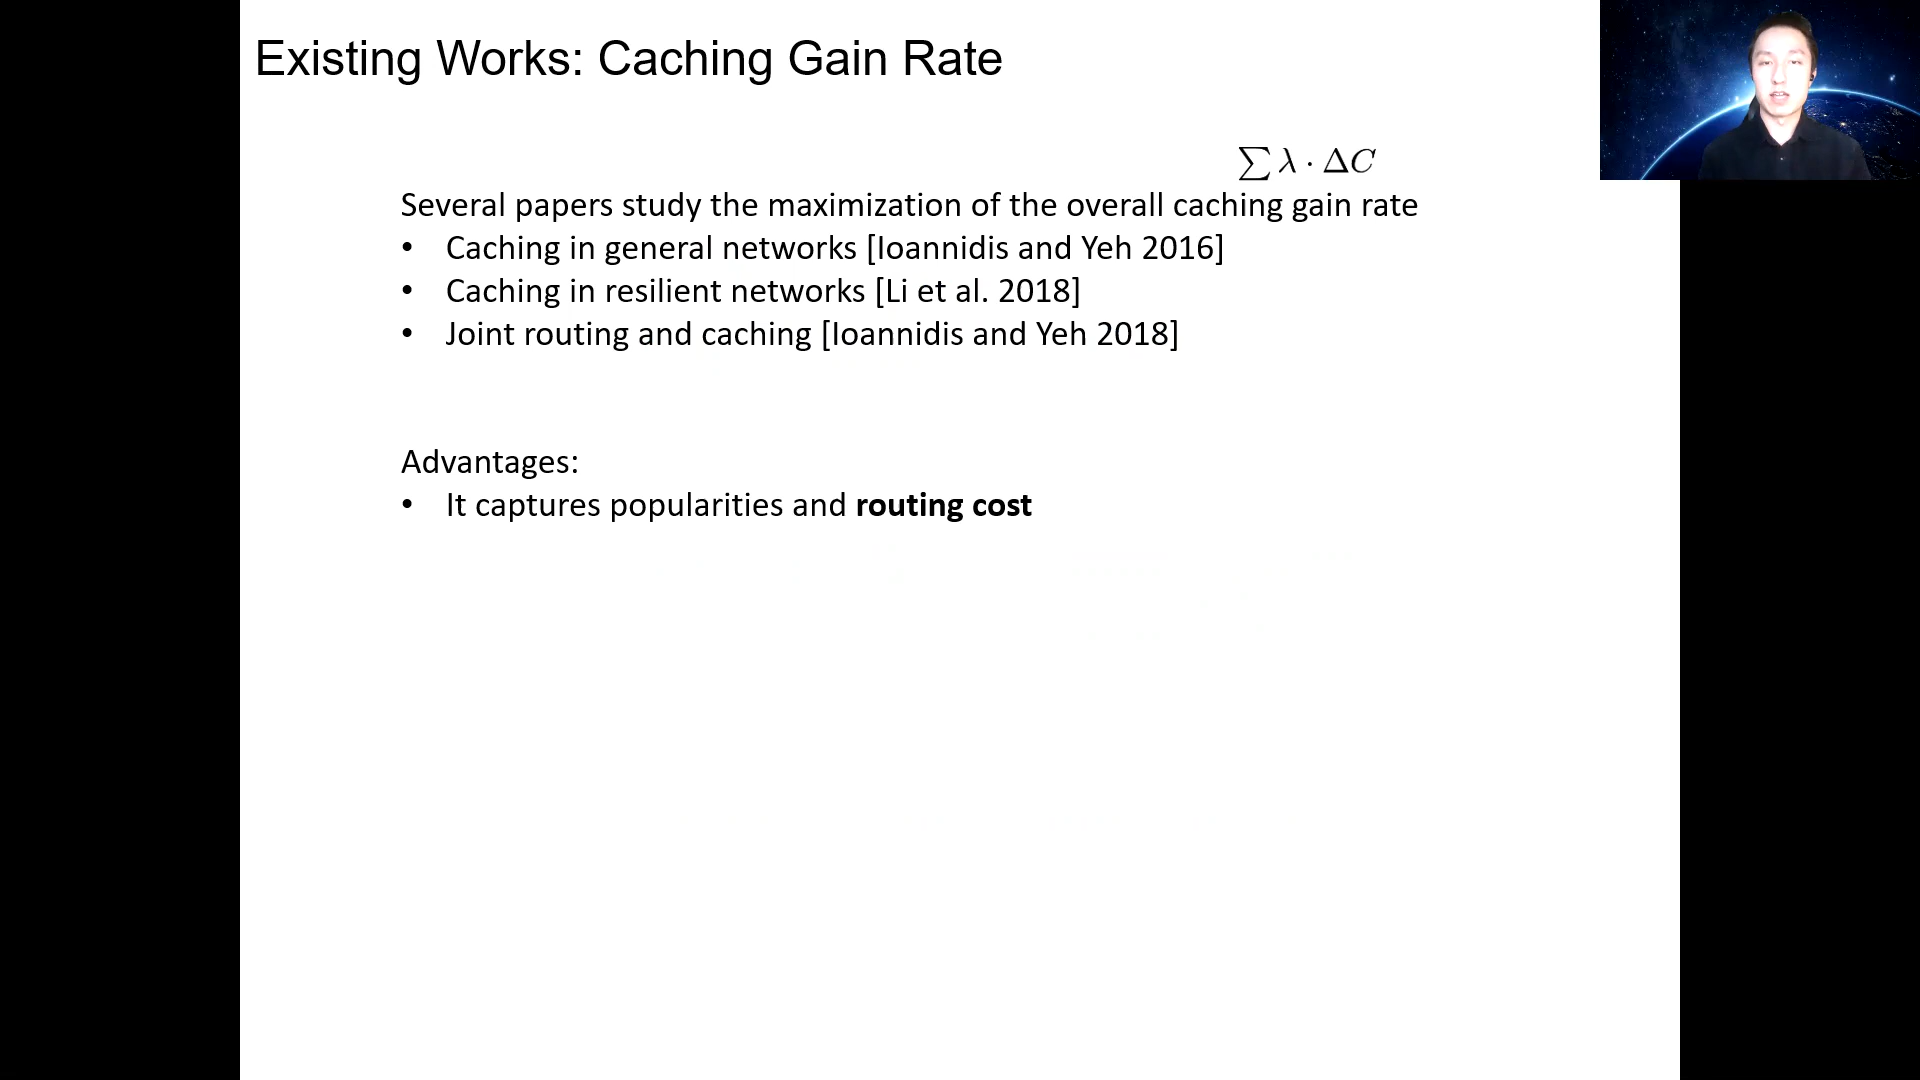 Existing Works: Caching Gain Rate
∑ λ · ΔC
Several papers study the maximization of the overall caching gain rate
• Caching in general networks [Ioannidis and Yeh 2016]
• Caching in resilient networks [Li et al. 2018]
• Joint routing and caching [Ioannidis and Yeh 2018]
Advantages:
• It captures popularities and routing cost